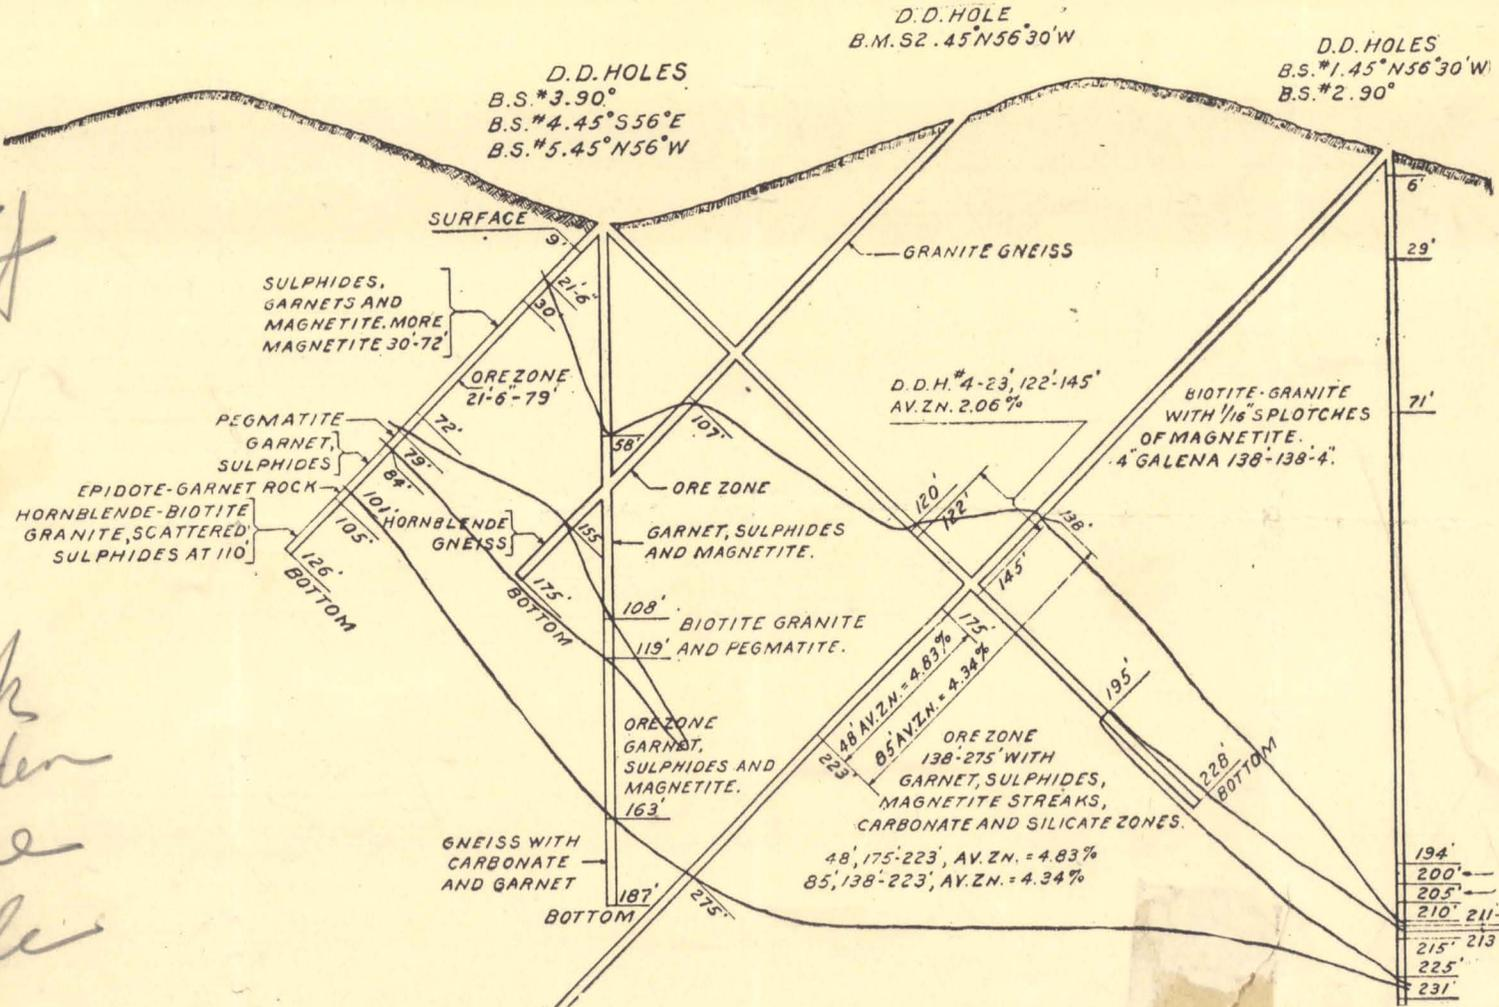 D.D. HOLE
B.M.S2.45°N56°30'W
D.D. HOLES
B.S.#1.45°N56°30'W
B.S.#2.90°
D.D. HOLES
B.S.#3.90°
B.S.#4.45°S56°E
B.S.#5.45°N56°W
SURFACE
9'
21'-6"
30'
SULPHIDES,
GARNETS AND
MAGNETITE. MORE
MAGNETITE 30'-72'
ORE ZONE
21'-6"-79'
PEGMATITE
GARNET,
SULPHIDES
EPIDOTE-GARNET ROCK
HORNBLENDE-BIOTITE
GRANITE, SCATTERED
SULPHIDES AT 110'
72'
79'
84'
101'
105'
126'
BOTTOM
HORNBLENDE
GNEISS
155'
175'
BOTTOM
58'
107'
GRANITE GNEISS
ORE ZONE
GARNET, SULPHIDES
AND MAGNETITE.
108'
BIOTITE GRANITE
119' AND PEGMATITE.
ORE ZONE
GARNET,
SULPHIDES AND
MAGNETITE.
163'
GNEISS WITH
CARBONATE
AND GARNET
187'
BOTTOM
D.D.H.#4-23', 122'-145'
AV. ZN. 2.06%
120'
122'
138'
145'
175'
48' AV. ZN. = 4.83%
85' AV. ZN. = 4.34%
223'
275'
ORE ZONE
138'-275' WITH
GARNET, SULPHIDES,
MAGNETITE STREAKS,
CARBONATE AND SILICATE ZONES.
48', 175'-223', AV. ZN. = 4.83%
85', 138'-223', AV. ZN. = 4.34%
195'
228'
BOTTOM
BIOTITE-GRANITE
WITH 1/16" SPLOTCHES
OF MAGNETITE.
4" GALENA 138'-138'-4".
6'
29'
71'
194'
200'
205'
210' 211'-
213
215'
225'
231'